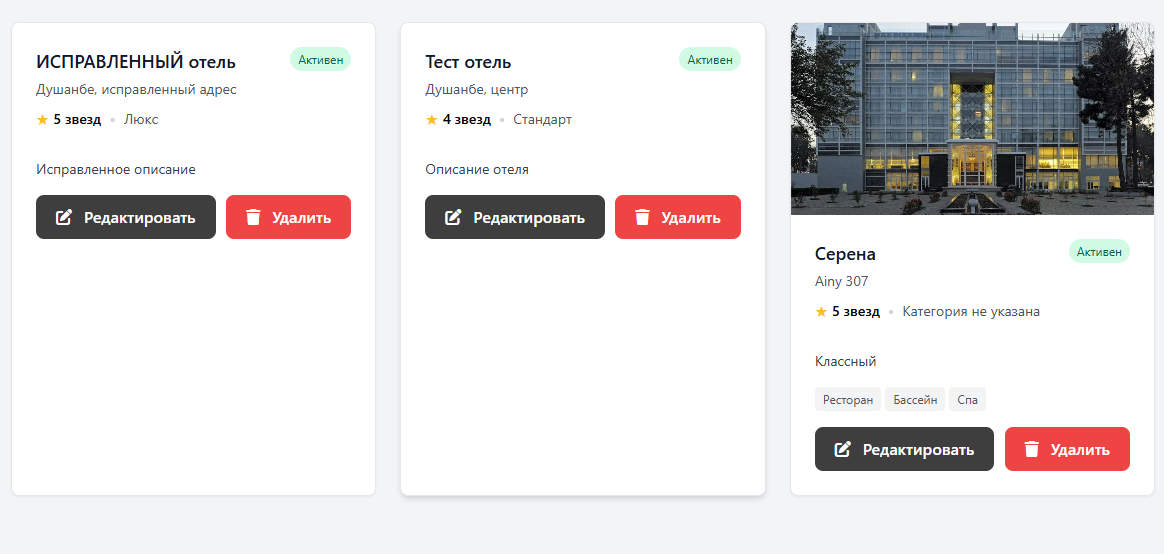 ИСПРАВЛЕННЫЙ отель
Активен
Душанбе, исправленный адрес
★ 5 звезд • Люкс
Исправленное описание
Редактировать
Удалить
Тест отель
Активен
Душанбе, центр
★ 4 звезд • Стандарт
Описание отеля
Редактировать
Удалить
Серена
Активен
Ainy 307
★ 5 звезд • Категория не указана
Классный
Ресторан Бассейн Спа
Редактировать
Удалить